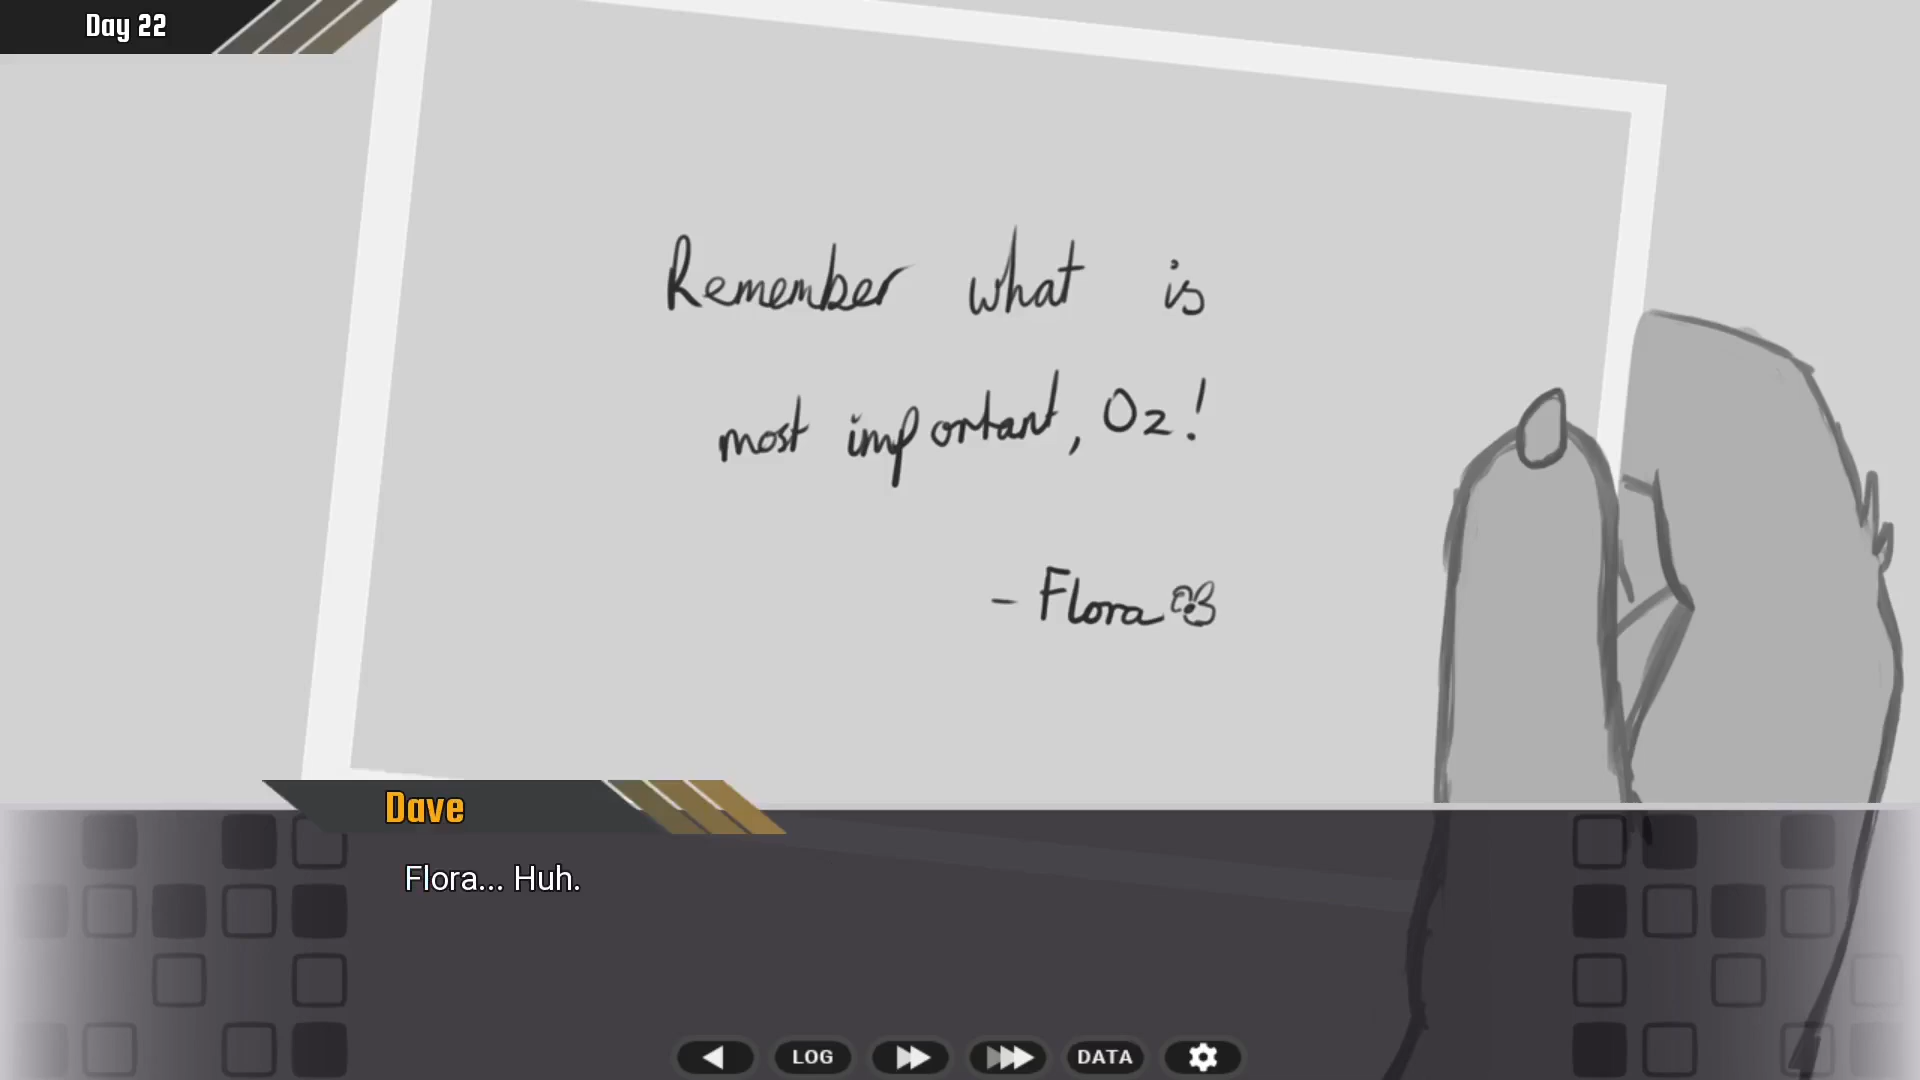 Day 22
Remember what is
most important, Oz!
- Flora
Dave
Flora... Huh.
LOG
DATA